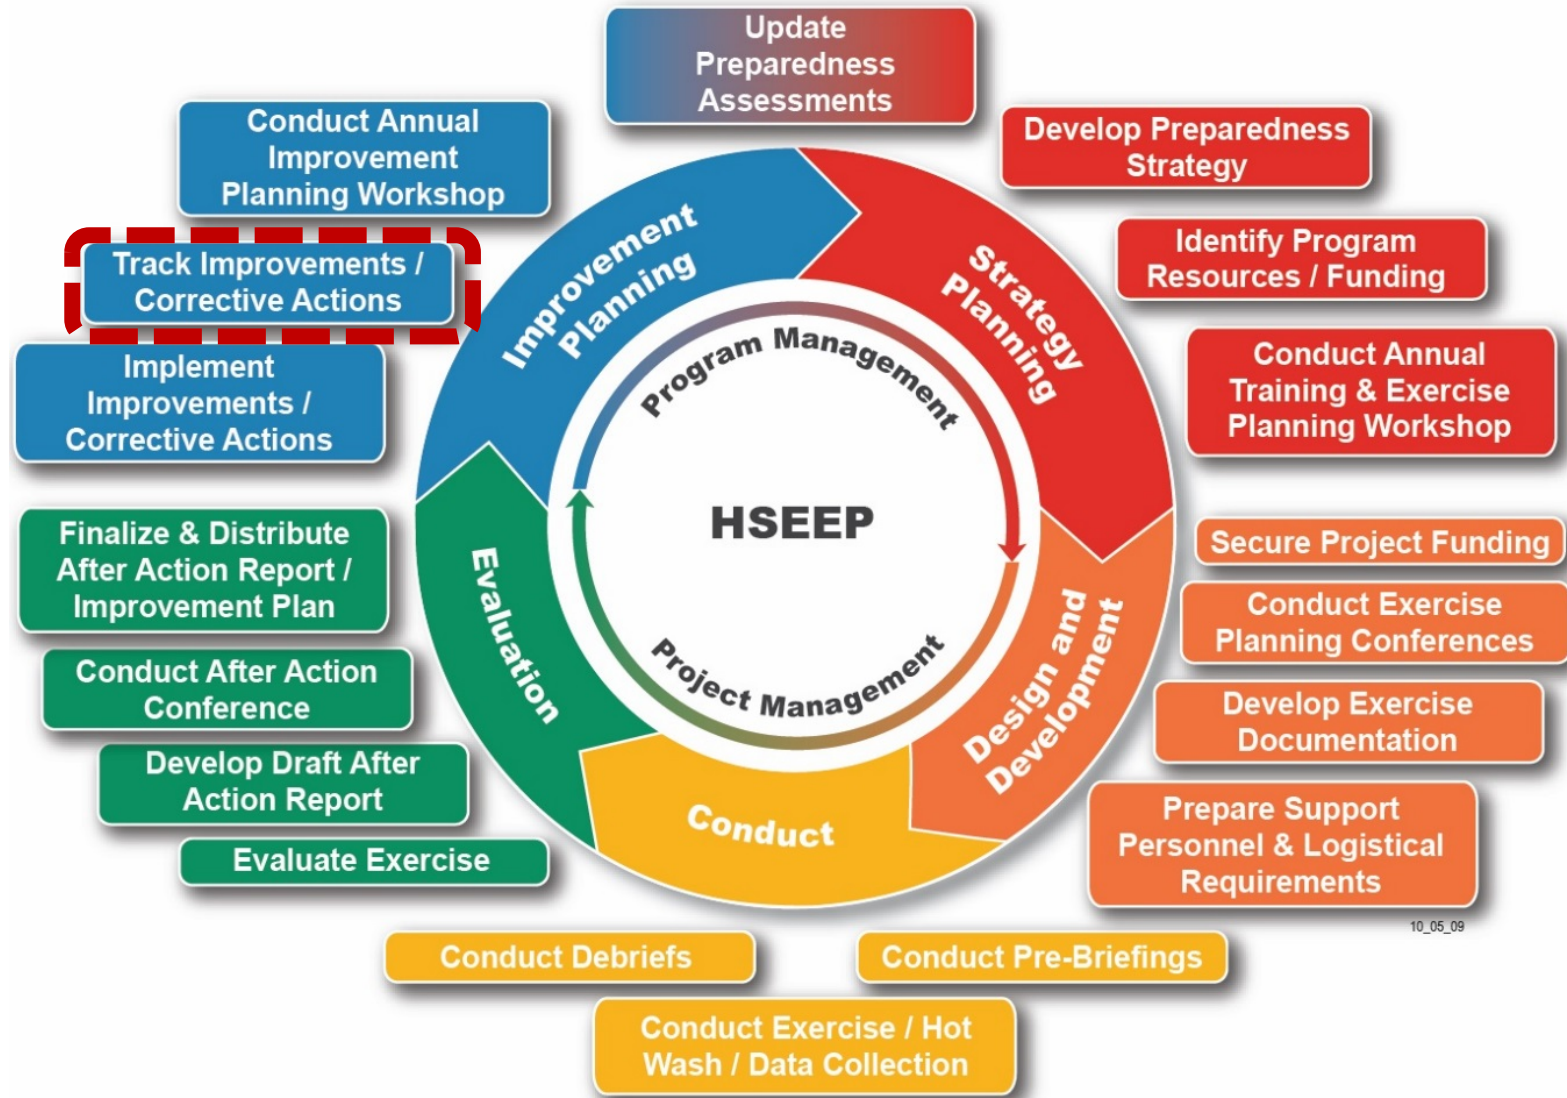 Update
Preparedness
Assessments
Develop Preparedness
Strategy
Identify Program
Resources / Funding
Conduct Annual
Training & Exercise
Planning Workshop
Secure Project Funding
Conduct Exercise
Planning Conferences
Develop Exercise
Documentation
Prepare Support
Personnel & Logistical
Requirements
10_05_09
Conduct Pre-Briefings
Conduct Exercise / Hot
Wash / Data Collection
Conduct Debriefs
Evaluate Exercise
Develop Draft After
Action Report
Conduct After Action
Conference
Finalize & Distribute
After Action Report /
Improvement Plan
Implement
Improvements /
Corrective Actions
Track Improvements /
Corrective Actions
Conduct Annual
Improvement
Planning Workshop
Improvement
Planning
Strategy
Planning
Design and
Development
Conduct
Evaluation
Program Management
HSEEP
Project Management